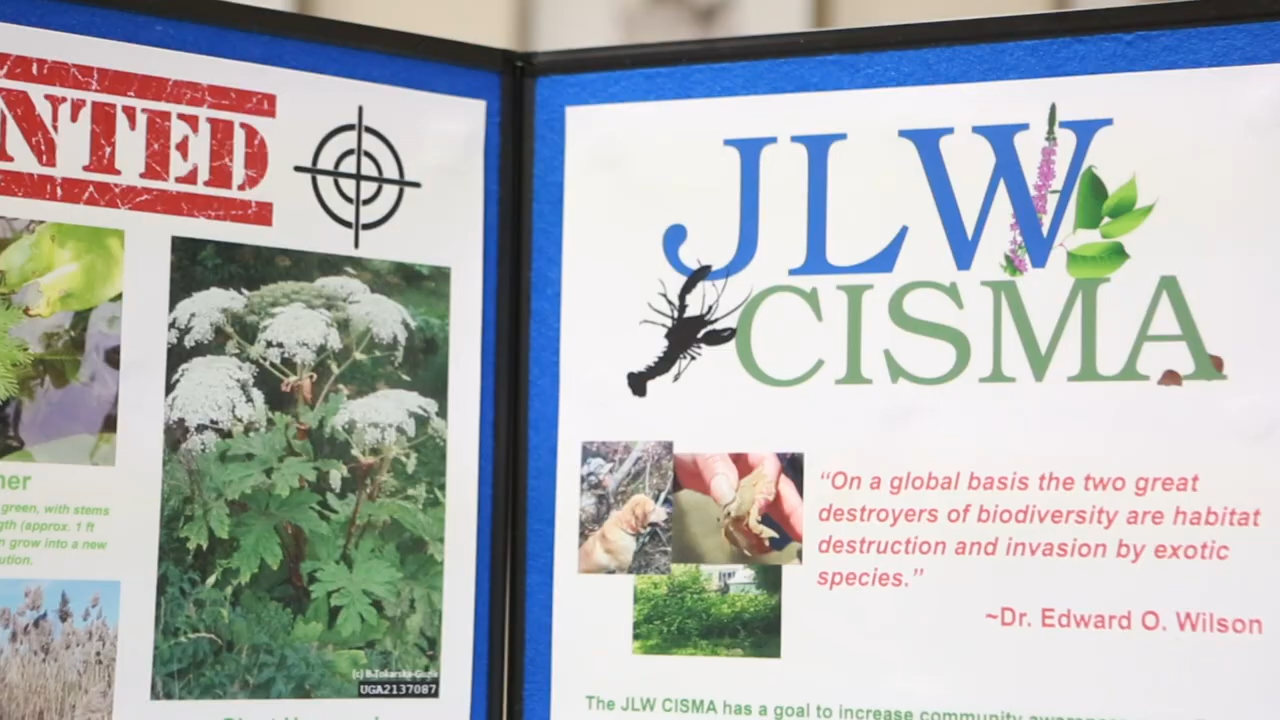 NTED
ner
green, with stems
gth (approx. 1 ft
n grow into a new
ution.
(c) B.Tokarska-Guzik
UGA2137087
JLW
CISMA
“On a global basis the two great
destroyers of biodiversity are habitat
destruction and invasion by exotic
species.”
~Dr. Edward O. Wilson
The JLW CISMA has a goal to increase community